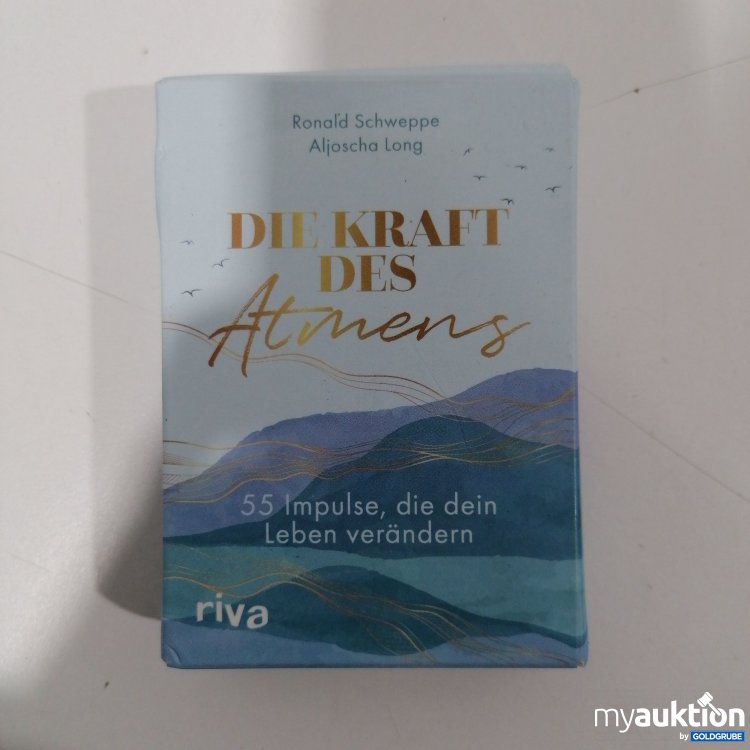 Ronald Schweppe
Aljoscha Long
DIE KRAFT
DES
Atmens
55 Impulse, die dein
Leben verändern
riva
myauktion
by GOLDGRUBE